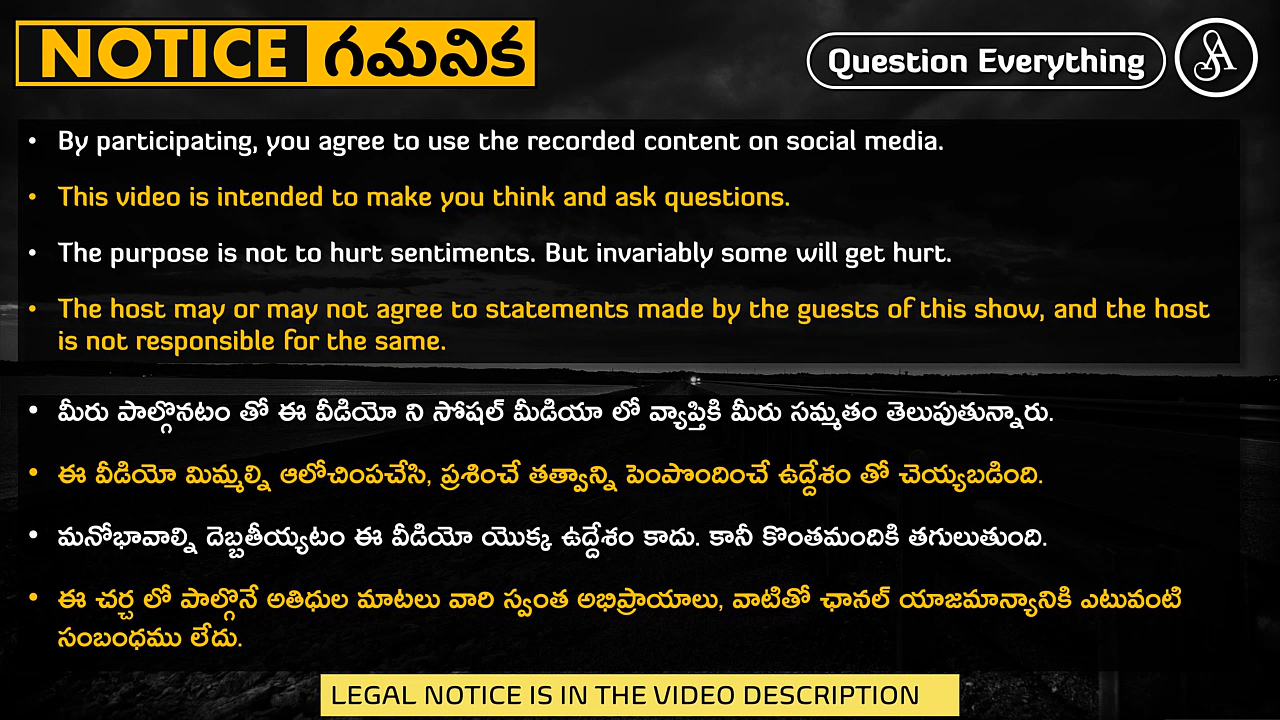 NOTICE గమనిక
Question Everything
• By participating, you agree to use the recorded content on social media.
• This video is intended to make you think and ask questions.
• The purpose is not to hurt sentiments. But invariably some will get hurt.
• The host may or may not agree to statements made by the guests of this show, and the host
is not responsible for the same.
• మీరు పాల్గొనటం తో ఈ వీడియో ని సోషల్ మీడియా లో వ్యాప్తికి మీరు సమ్మతం తెలుపుతున్నారు.
• ఈ వీడియో మిమ్మల్ని ఆలోచింపచేసి, ప్రశించే తత్వాన్ని పెంపొందించే ఉద్దేశం తో చెయ్యబడింది.
• మనోభావాల్ని దెబ్బతీయ్యటం ఈ వీడియో యొక్క ఉద్దేశం కాదు. కానీ కొంతమందికి తగులుతుంది.
• ఈ చర్చ లో పాల్గొనే అతిధుల మాటలు వారి స్వంత అభిప్రాయాలు, వాటితో ఛానల్ యాజమాన్యానికి ఎటువంటి
సంబంధము లేదు.
LEGAL NOTICE IS IN THE VIDEO DESCRIPTION